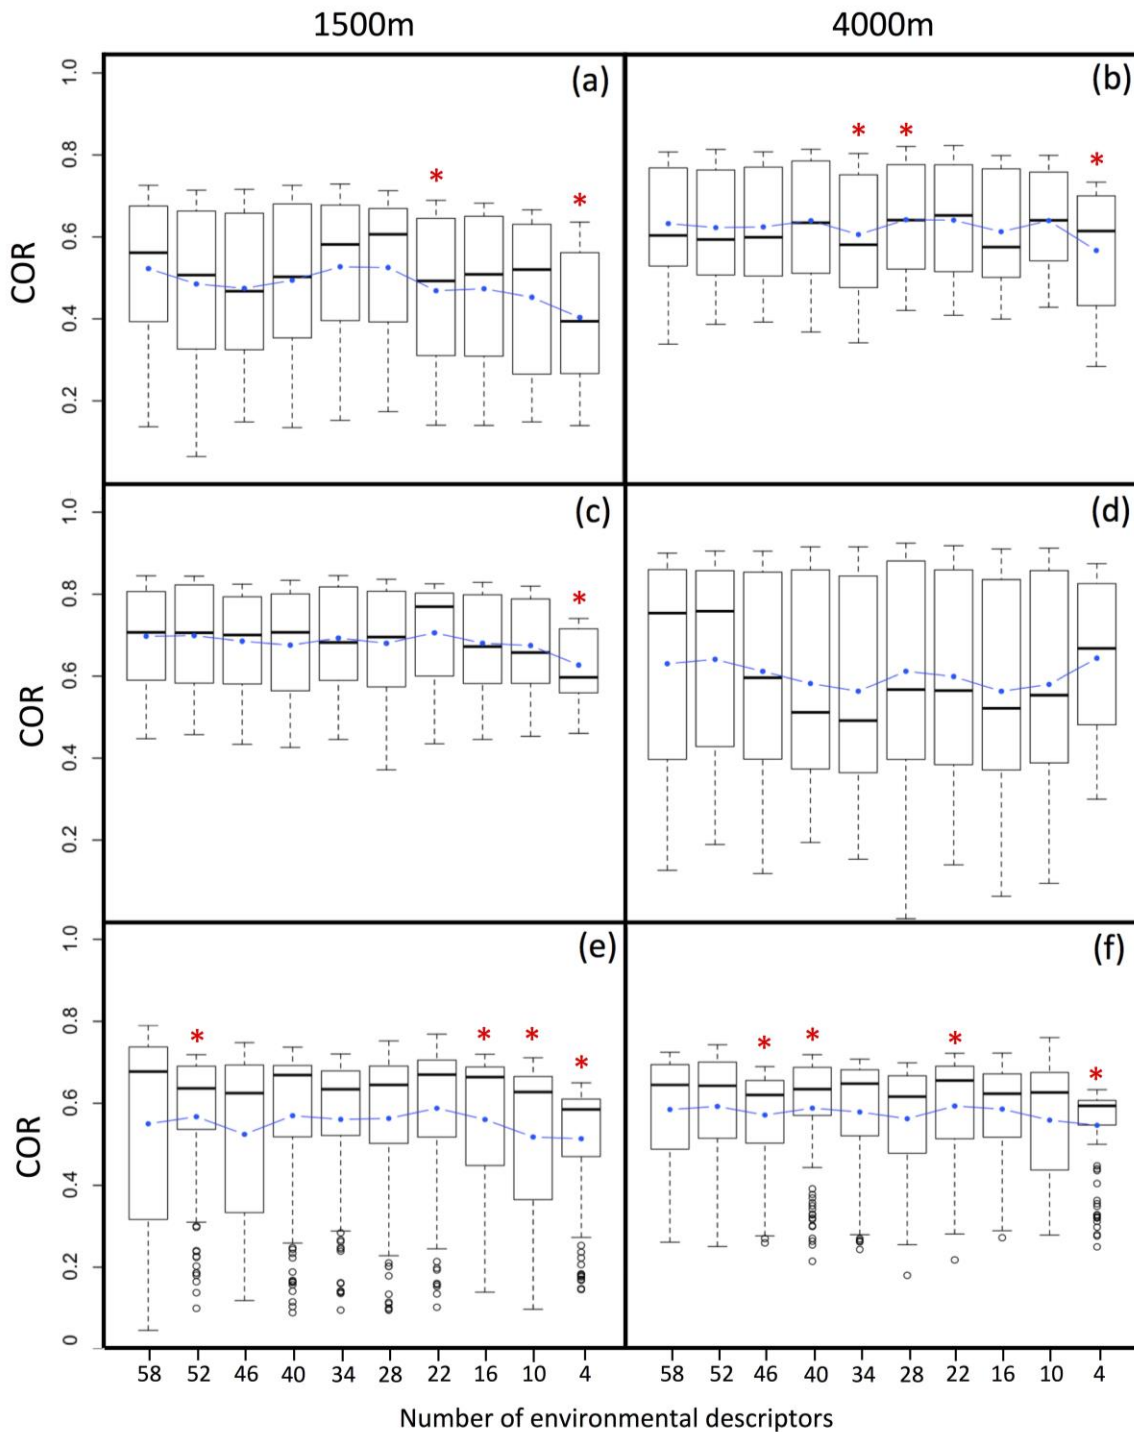 1500m 4000m
(a) (b)
1.0
0.8
* * *
* *
0.6
COR
0.4
0.2
(c) (d)
1.0
0.8
*
0.6
COR
0.4
0.2
(e) (f)
1.0
0.8
* * * * * *
* *
0.6
COR
0.4
0.2
0
58 52 46 40 34 28 22 16 10 4 58 52 46 40 34 28 22 16 10 4
Number of environmental descriptors